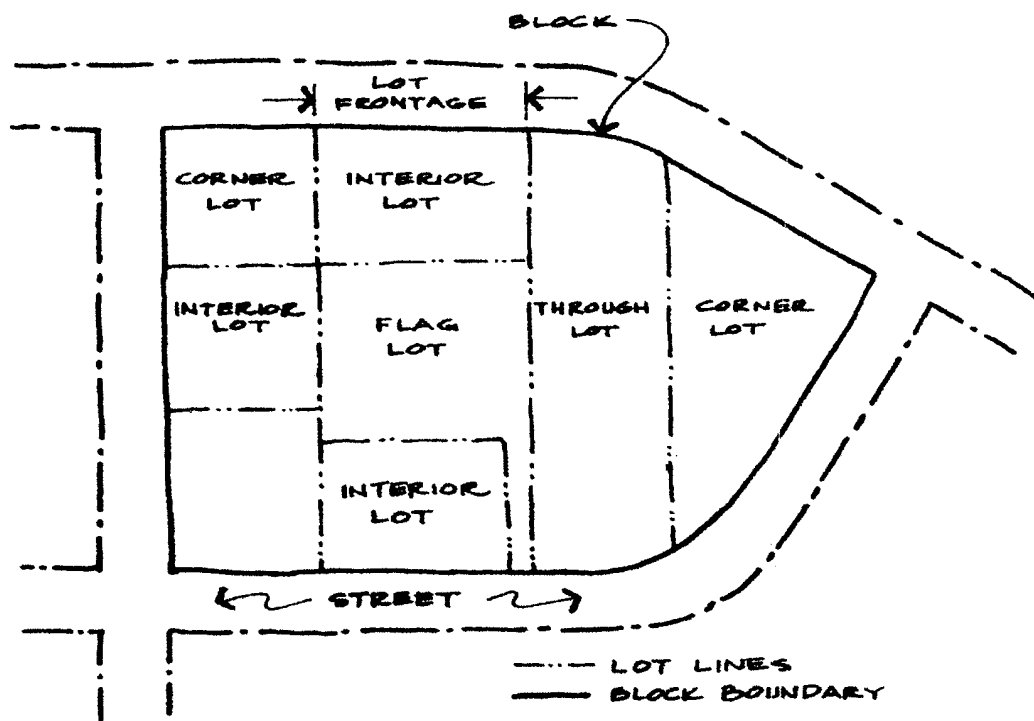 BLOCK
LOT
FRONTAGE
CORNER
LOT
INTERIOR
LOT
INTERIOR
LOT
FLAG
LOT
THROUGH
LOT
CORNER
LOT
INTERIOR
LOT
STREET
LOT LINES
BLOCK BOUNDARY